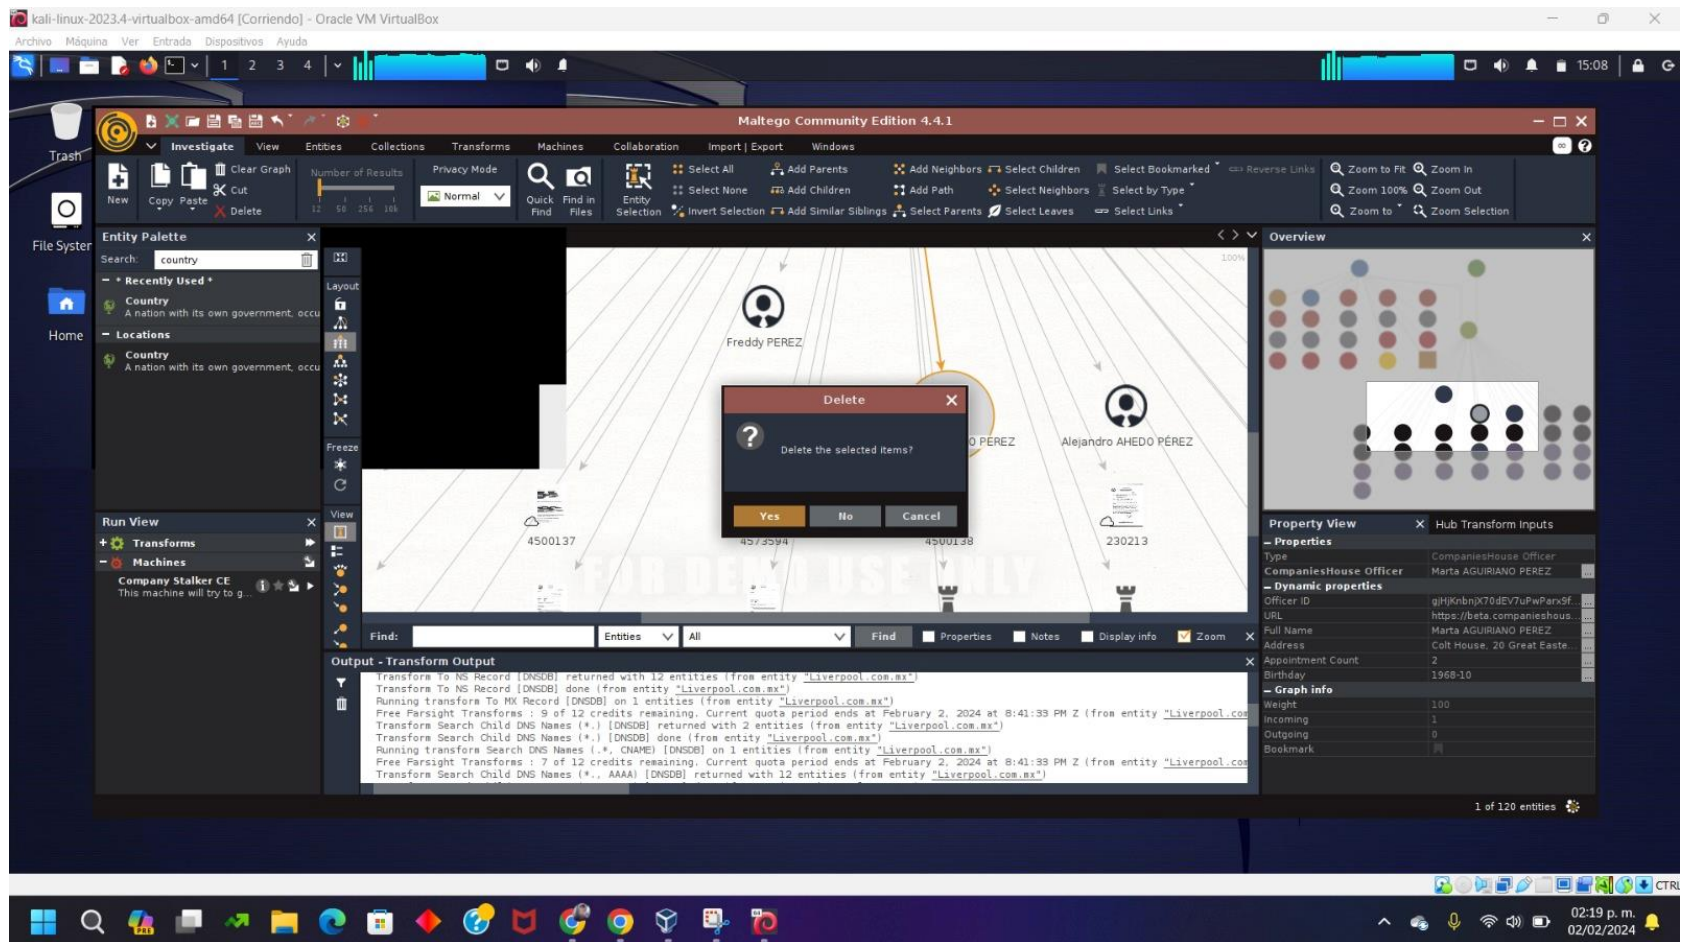 kali-linux-2023.4-virtualbox-amd64 [Corriendo] - Oracle VM VirtualBox
Archivo Máquina Ver Entrada Dispositivos Ayuda
1 2 3 4
15:08
Trash
File Syster
Home
Maltego Community Edition 4.4.1
Investigate View Entities Collections Transforms Machines Collaboration Import | Export Windows
New
Copy Paste
Clear Graph
Cut
Delete
Number of Results
12 50 256 10k
Privacy Mode
Normal
Quick Find
Find in Files
Entity Selection
Select All
Select None
Invert Selection
Add Parents
Add Children
Add Similar Siblings
Add Neighbors
Add Path
Select Parents
Select Children
Select Neighbors
Select Leaves
Select Bookmarked
Select by Type
Select Links
Reverse Links
Zoom to Fit
Zoom 100%
Zoom to
Zoom In
Zoom Out
Zoom Selection
Entity Palette
Search: country
- * Recently Used *
Country
A nation with its own government, occu
- Locations
Country
A nation with its own government, occu
Run View
+ Transforms
- Machines
Company Stalker CE
This machine will try to g...
Layout
Freeze
View
100%
Freddy PEREZ
O PEREZ
Alejandro AHEDO PÉREZ
4500137
4573594
4500138
230213
FOR DEMO USE ONLY
Delete
Delete the selected items?
Yes No Cancel
Find: Entities All Find Properties Notes Display info Zoom
Output - Transform Output
Transform To NS Record [DNSDB] returned with 12 entities (from entity "Liverpool.com.mx")
Transform To NS Record [DNSDB] done (from entity "Liverpool.com.mx")
Running transform To MX Record [DNSDB] on 1 entities (from entity "Liverpool.com.mx")
Free Farsight Transforms : 9 of 12 credits remaining. Current quota period ends at February 2, 2024 at 8:41:33 PM Z (from entity "Liverpool.com
Transform Search Child DNS Names (*.) [DNSDB] returned with 2 entities (from entity "Liverpool.com.mx")
Transform Search Child DNS Names (*.) [DNSDB] done (from entity "Liverpool.com.mx")
Running transform Search DNS Names (.*, CNAME) [DNSDB] on 1 entities (from entity "Liverpool.com.mx")
Free Farsight Transforms : 7 of 12 credits remaining. Current quota period ends at February 2, 2024 at 8:41:33 PM Z (from entity "Liverpool.com
Transform Search Child DNS Names (*., AAAA) [DNSDB] returned with 12 entities (from entity "Liverpool.com.mx")
Overview
Property View Hub Transform Inputs
- Properties
Type CompaniesHouse Officer
CompaniesHouse Officer Marta AGUIRIANO PEREZ
- Dynamic properties
Officer ID gjHjKnbnjX70dEV7uPwParx9f...
URL https://beta.companieshous...
Full Name Marta AGUIRIANO PEREZ
Address Colt House, 20 Great Easte...
Appointment Count 2
Birthday 1968-10
- Graph info
Weight 100
Incoming 1
Outgoing 0
Bookmark
1 of 120 entities
CTRL
PRE
02:19 p. m.
02/02/2024